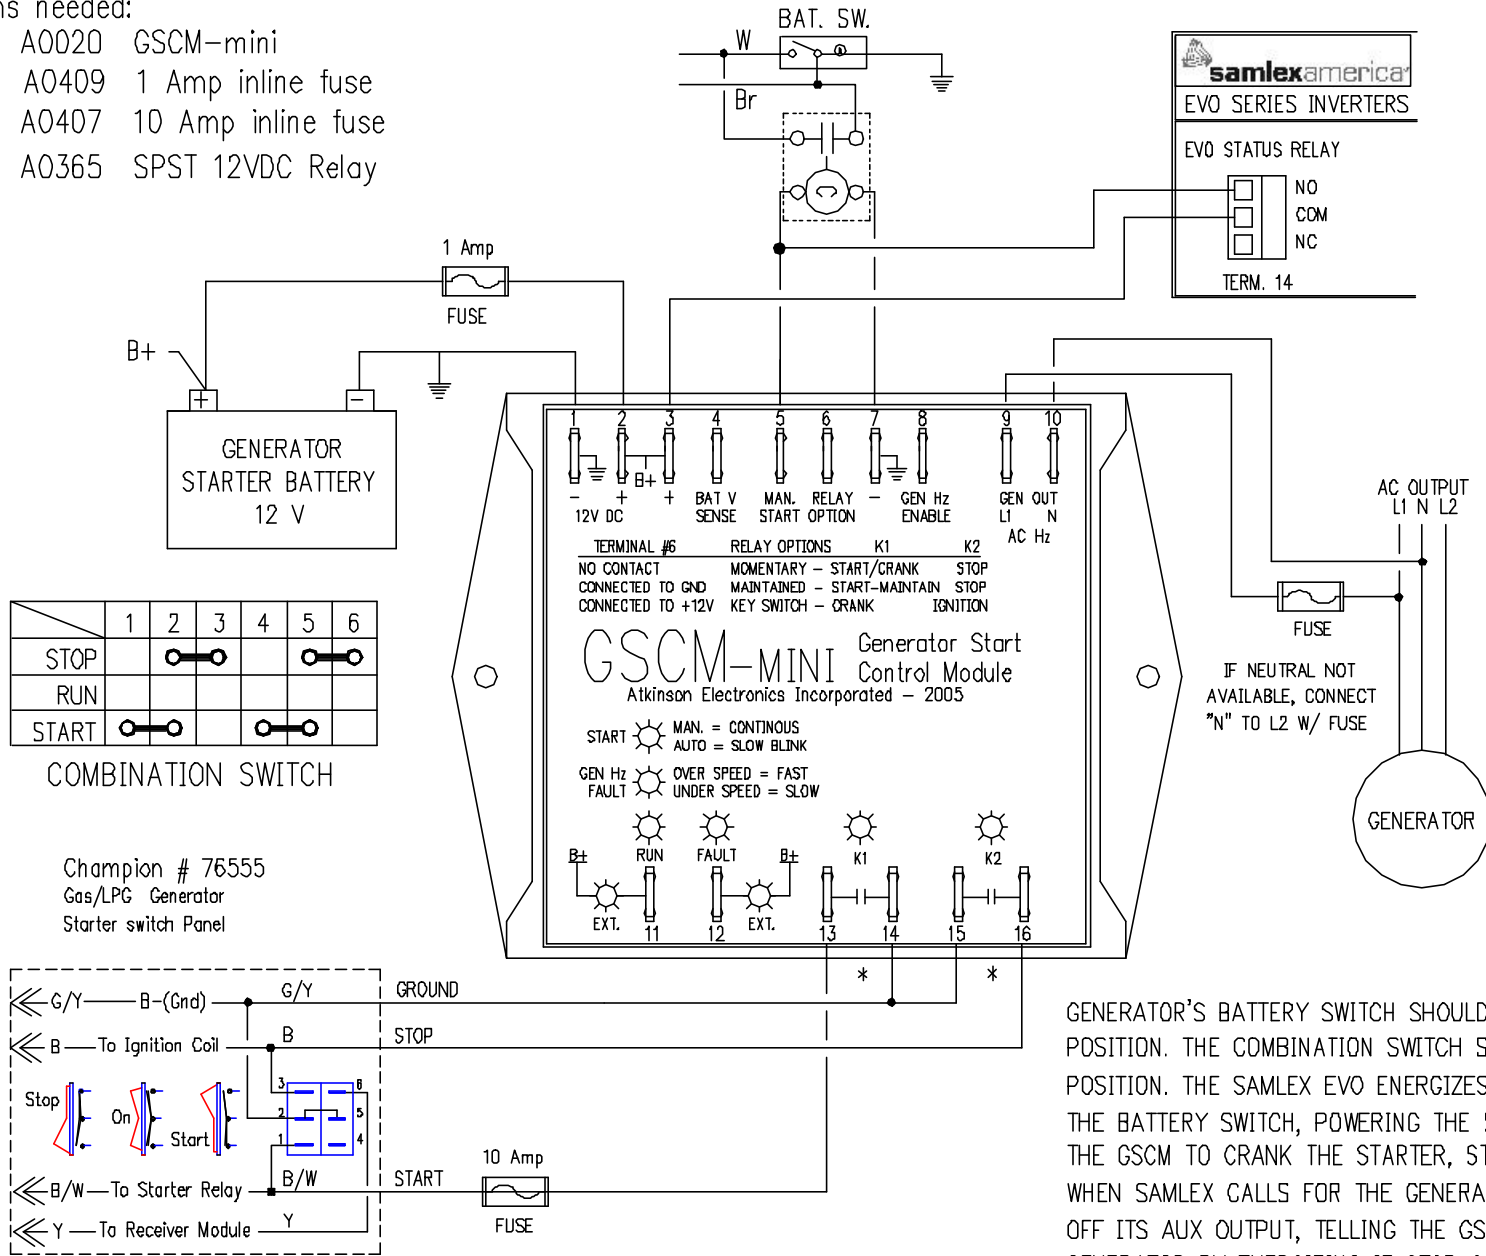 needed:
A0020 GSCM-mini
A0409 1 Amp inline fuse
A0407 10 Amp inline fuse
A0365 SPST 12VDC Relay
BAT. SW.
W
Br
samlexamerica
EVO SERIES INVERTERS
EVO STATUS RELAY
NO
COM
NC
TERM. 14
1 Amp
FUSE
B+
+ -
GENERATOR
STARTER BATTERY
12 V
1 2 3 4 5 6 7 8 9 10
B+
- + + BAT V MAN. RELAY - GEN Hz GEN OUT
12V DC SENSE START OPTION ENABLE L1 N
AC Hz
TERMINAL #6 RELAY OPTIONS K1 K2
NO CONTACT MOMENTARY - START/CRANK STOP
CONNECTED TO GND MAINTAINED - START-MAINTAIN STOP
CONNECTED TO +12V KEY SWITCH - CRANK IGNITION
GSCM-MINI Generator Start
Control Module
Atkinson Electronics Incorporated - 2005
START MAN. = CONTINOUS
AUTO = SLOW BLINK
GEN Hz OVER SPEED = FAST
FAULT UNDER SPEED = SLOW
RUN FAULT K1 K2
B+ B+
EXT. EXT.
11 12 13 14 15 16
* *
AC OUTPUT
L1 N L2
FUSE
IF NEUTRAL NOT
AVAILABLE, CONNECT
"N" TO L2 W/ FUSE
GENERATOR
1 2 3 4 5 6
STOP
RUN
START
COMBINATION SWITCH
Champion # 76555
Gas/LPG Generator
Starter switch Panel
G/Y B-(Gnd) G/Y GROUND
B To Ignition Coil B STOP
Stop On Start
3 6
2 5
1 4
B/W To Starter Relay B/W START
Y To Receiver Module Y
10 Amp
FUSE
GENERATOR'S BATTERY SWITCH SHOULD
POSITION. THE COMBINATION SWITCH
POSITION. THE SAMLEX EVO ENERGIZES
THE BATTERY SWITCH, POWERING THE
THE GSCM TO CRANK THE STARTER,
WHEN SAMLEX CALLS FOR THE
OFF ITS AUX OUTPUT, TELLING THE